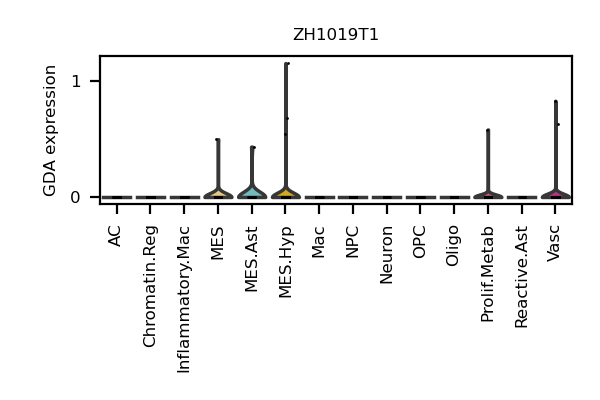 ZH1019T1
GDA expression
1
0
AC
Chromatin.Reg
Inflammatory.Mac
MES
MES.Ast
MES.Hyp
Mac
NPC
Neuron
OPC
Oligo
Prolif.Metab
Reactive.Ast
Vasc